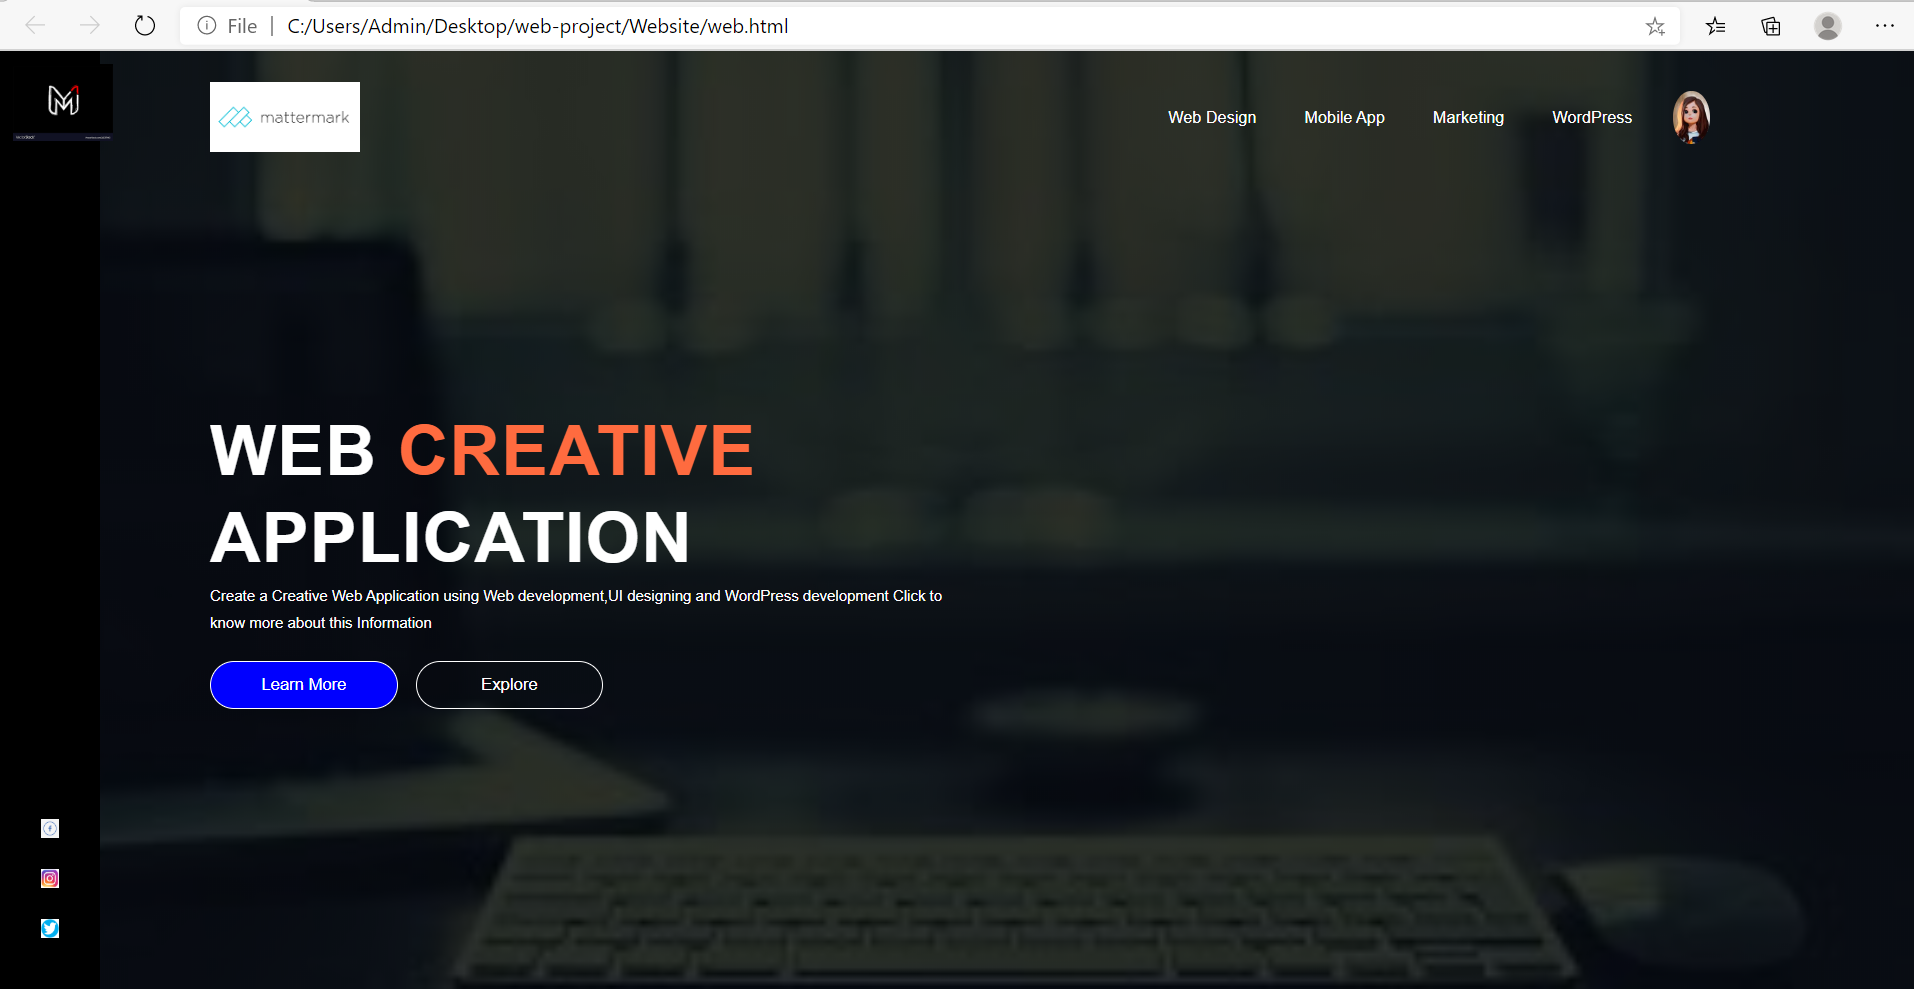 File | C:/Users/Admin/Desktop/web-project/Website/web.html
mattermark
Web Design Mobile App Marketing WordPress
WEB CREATIVE
APPLICATION
Create a Creative Web Application using Web development,UI designing and WordPress development Click to
know more about this Information
Learn More Explore